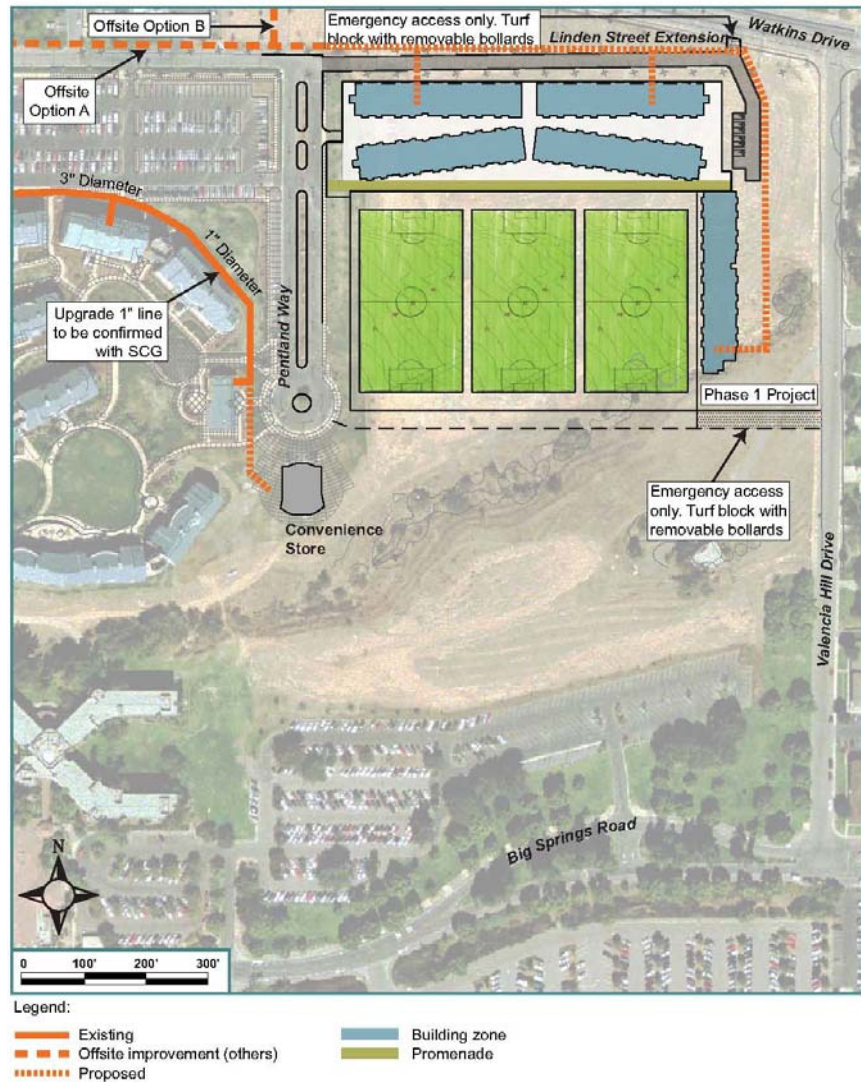 Offsite Option B
Emergency access only. Turf
block with removable bollards
Linden Street Extension
Watkins Drive
Offsite
Option A
3" Diameter
1" Diameter
Upgrade 1" line
to be confirmed
with SCG
Pentland Way
Phase 1 Project
Emergency access
only. Turf block with
removable bollards
Convenience
Store
Valencia Hill Drive
Big Springs Road
N
0 100' 200' 300'
Legend:
Existing
Offsite improvement (others)
Proposed
Building zone
Promenade